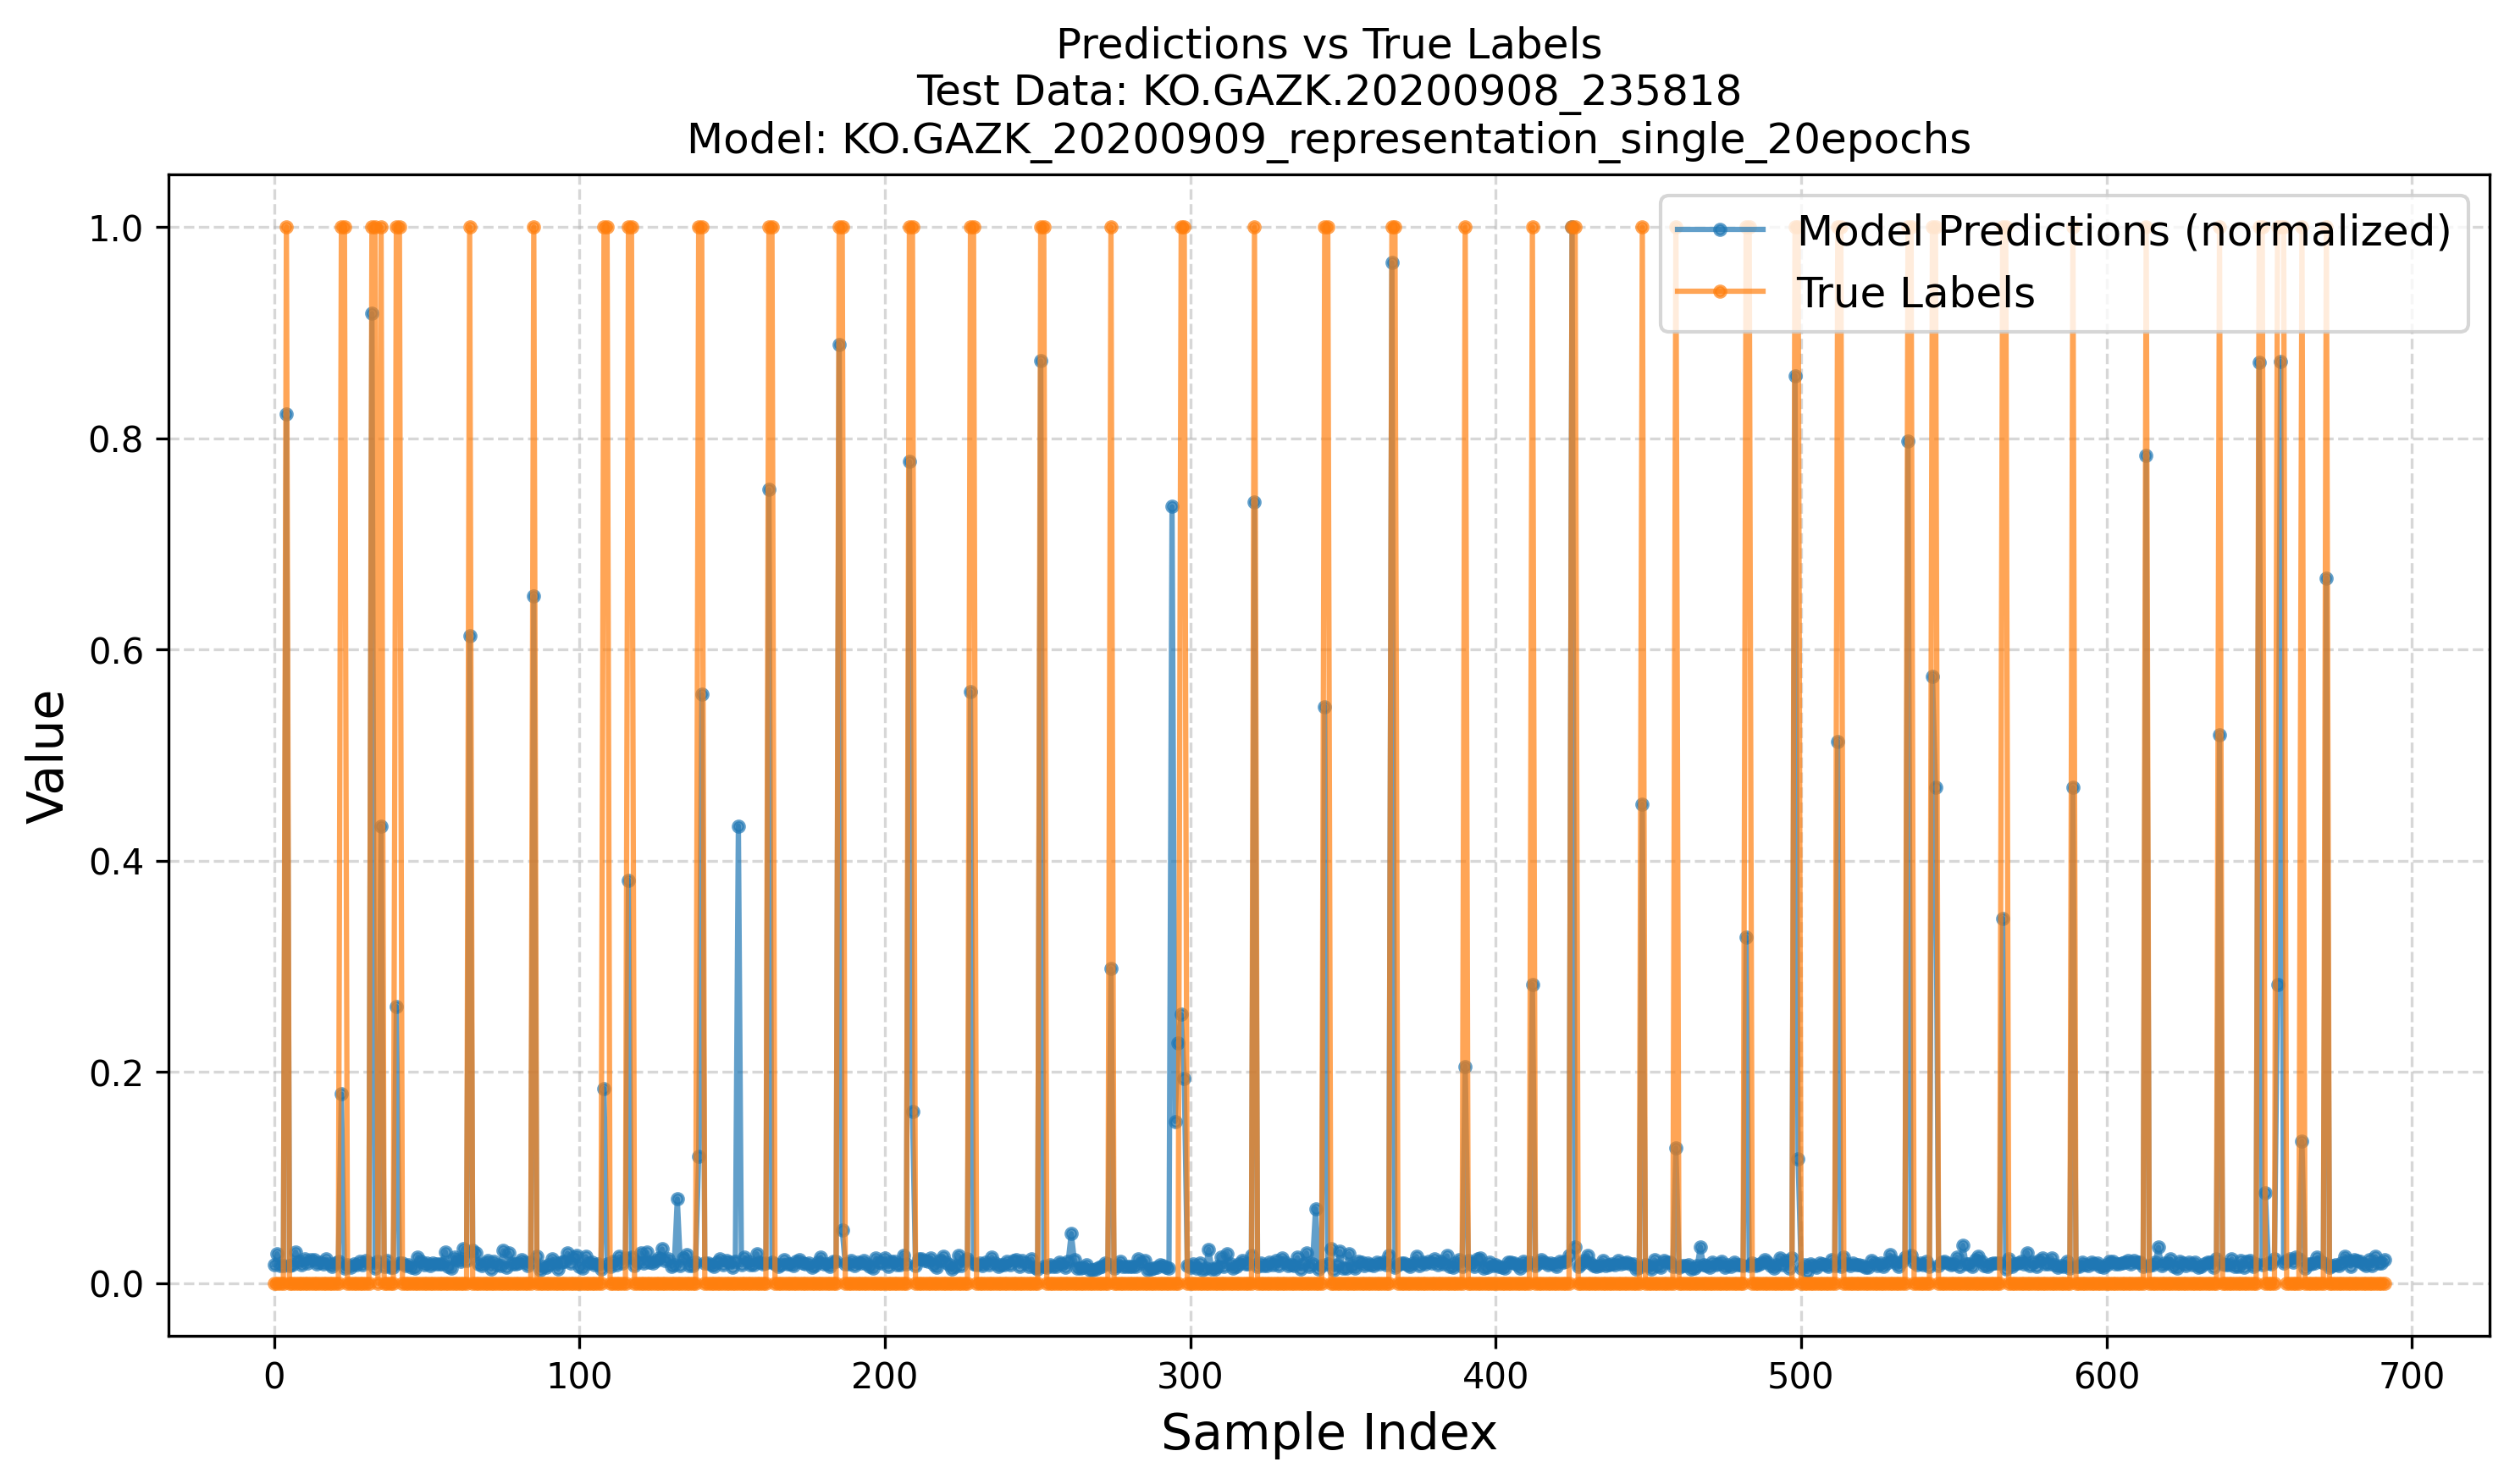 Predictions vs True Labels
Test Data: KO.GAZK.20200908_235818
Model: KO.GAZK_20200909_representation_single_20epochs
Model Predictions (normalized)
True Labels
1.0
0.8
0.6
0.4
0.2
0.0
Value
0 100 200 300 400 500 600 700
Sample Index